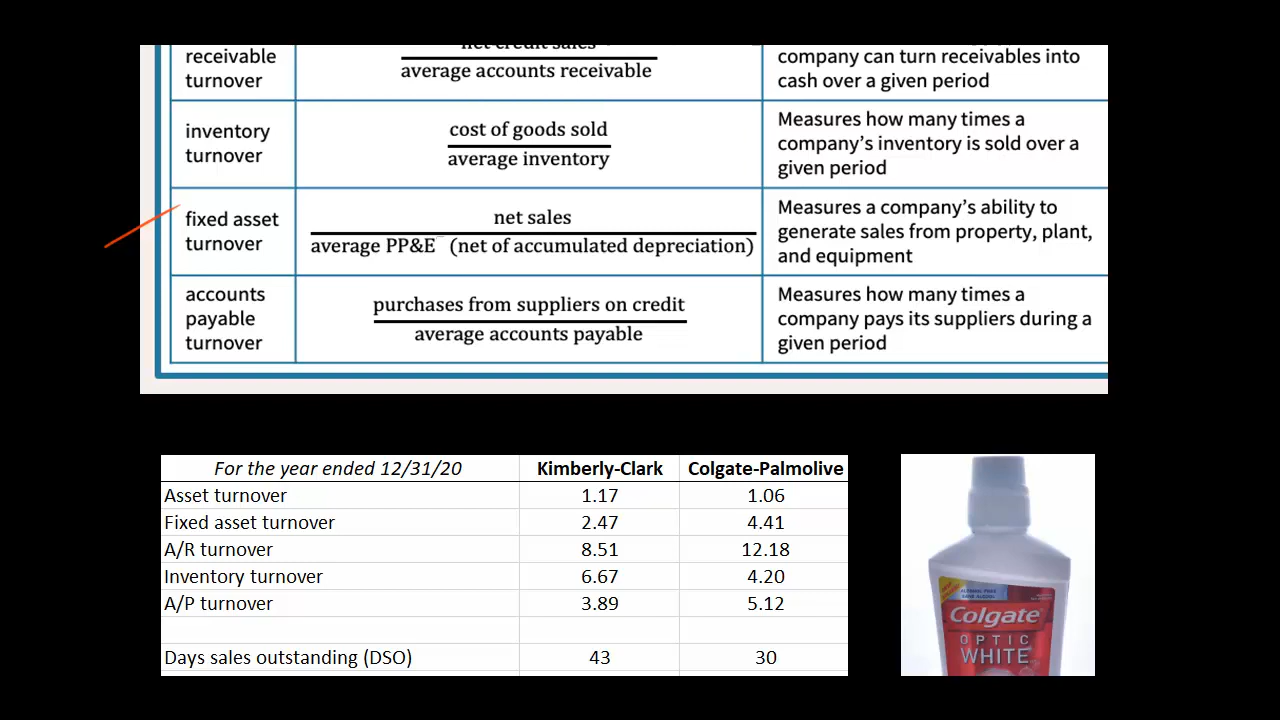 net credit sales
receivable
turnover
average accounts receivable
company can turn receivables into
cash over a given period
inventory
turnover
cost of goods sold
average inventory
Measures how many times a
company's inventory is sold over a
given period
fixed asset
turnover
net sales
average PP&E (net of accumulated depreciation)
Measures a company's ability to
generate sales from property, plant,
and equipment
accounts
payable
turnover
purchases from suppliers on credit
average accounts payable
Measures how many times a
company pays its suppliers during a
given period
For the year ended 12/31/20 Kimberly-Clark Colgate-Palmolive
Asset turnover 1.17 1.06
Fixed asset turnover 2.47 4.41
A/R turnover 8.51 12.18
Inventory turnover 6.67 4.20
A/P turnover 3.89 5.12
Days sales outstanding (DSO) 43 30
Colgate
OPTIC
WHITE